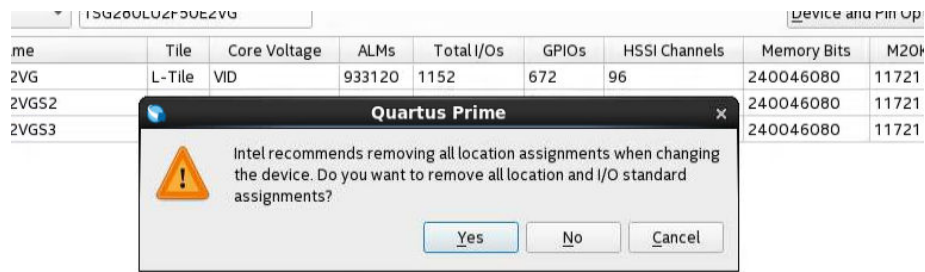 1SG280LU2F50E2VG Device and Pin Op
me Tile Core Voltage ALMs Total I/Os GPIOs HSSI Channels Memory Bits M20K
2VG L-Tile VID 933120 1152 672 96 240046080 11721
2VGS2 240046080 11721
2VGS3 240046080 11721
Quartus Prime
Intel recommends removing all location assignments when changing
the device. Do you want to remove all location and I/O standard
assignments?
Yes No Cancel